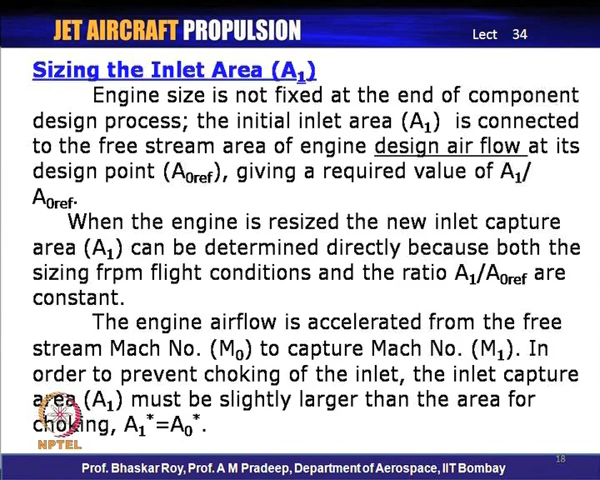 JET AIRCRAFT PROPULSION Lect 34
Sizing the Inlet Area (A1)
Engine size is not fixed at the end of component
design process; the initial inlet area (A1) is connected
to the free stream area of engine design air flow at its
design point (A0ref), giving a required value of A1/
A0ref.
When the engine is resized the new inlet capture
area (A1) can be determined directly because both the
sizing frpm flight conditions and the ratio A1/A0ref are
constant.
The engine airflow is accelerated from the free
stream Mach No. (M0) to capture Mach No. (M1). In
order to prevent choking of the inlet, the inlet capture
area (A1) must be slightly larger than the area for
choking, A1*=A0*.
NPTEL
18
Prof. Bhaskar Roy, Prof. A M Pradeep, Department of Aerospace, IIT Bombay